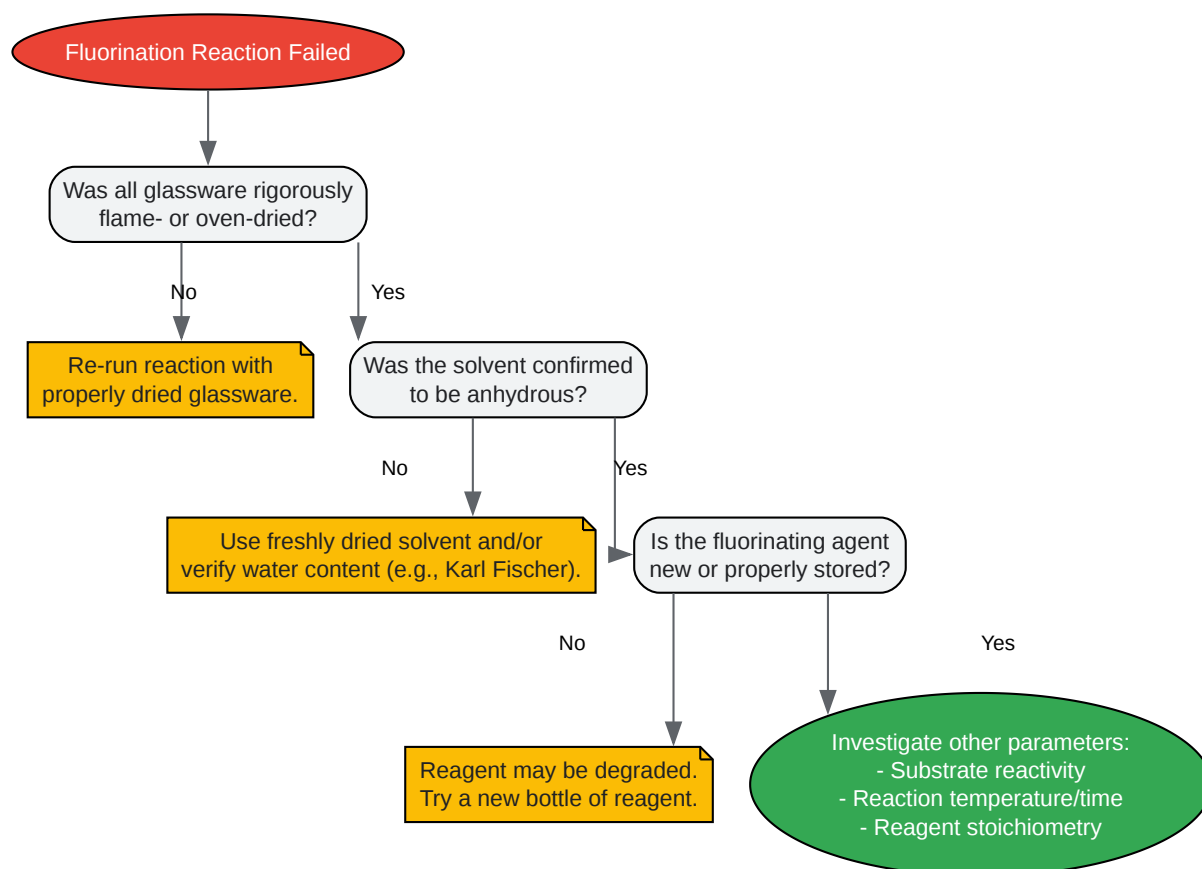 Fluorination Reaction Failed
Was all glassware rigorously
flame- or oven-dried?
No
Yes
Re-run reaction with
properly dried glassware.
Was the solvent confirmed
to be anhydrous?
No
Yes
Use freshly dried solvent and/or
verify water content (e.g., Karl Fischer).
Is the fluorinating agent
new or properly stored?
No
Yes
Reagent may be degraded.
Try a new bottle of reagent.
Investigate other parameters:
- Substrate reactivity
- Reaction temperature/time
- Reagent stoichiometry